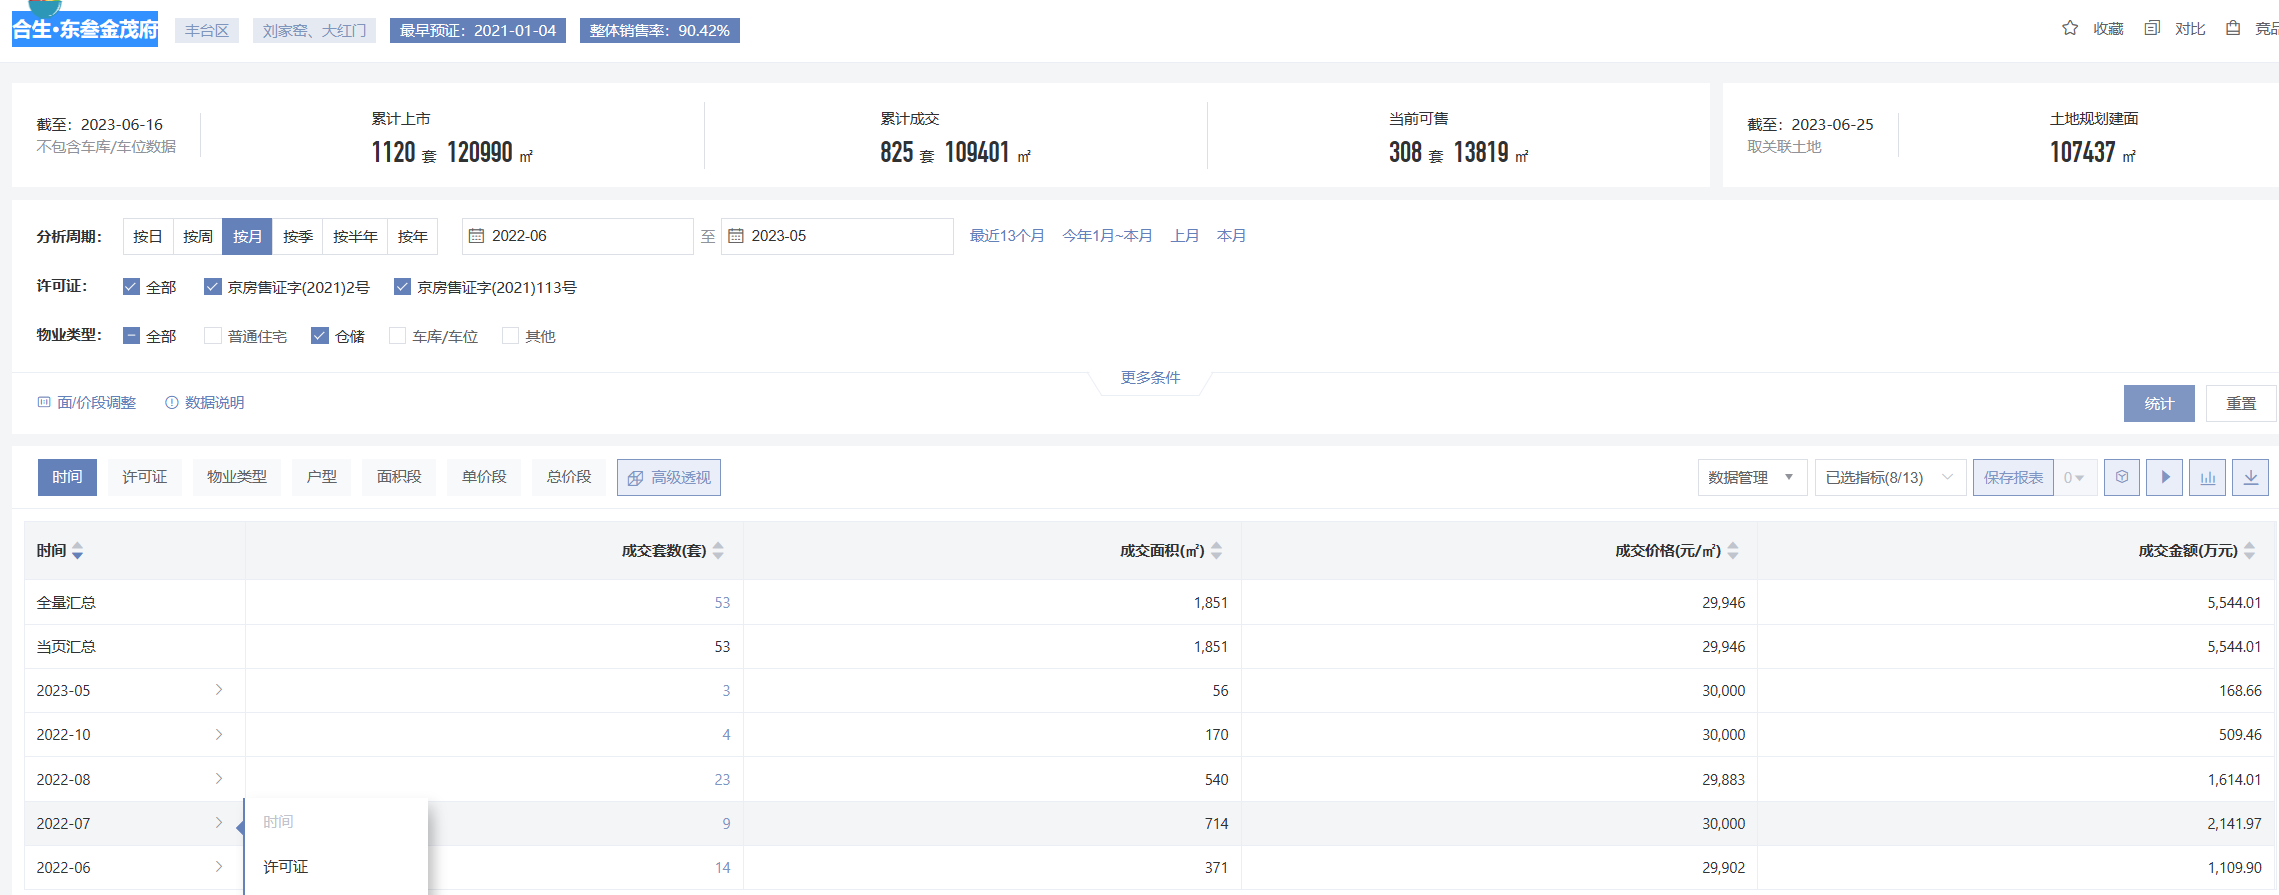 合生·东叁金茂府 丰台区 刘家窑、大红门 最早预证：2021-01-04 整体销售率：90.42% 收藏 对比
截至：2023-06-16
不包含车库/车位数据
累计上市
1120 套 120990 ㎡
累计成交
825 套 109401 ㎡
当前可售
308 套 13819 ㎡
截至：2023-06-25
取关联土地
土地规划建面
107437 ㎡
分析周期： 按日 按周 按月 按季 按半年 按年 2022-06 至 2023-05 最近13个月 今年1月~本月 上月 本月
许可证： 全部 京房售证字(2021)2号 京房售证字(2021)113号
物业类型： 全部 普通住宅 仓储 车库/车位 其他
更多条件
面/价段调整 数据说明 统计 重置
时间 许可证 物业类型 户型 面积段 单价段 总价段 高级透视 数据管理 已选指标(8/13) 保存报表 0
时间 成交套数(套) 成交面积(㎡) 成交价格(元/㎡) 成交金额(万元)
全量汇总 53 1,851 29,946 5,544.01
当页汇总 53 1,851 29,946 5,544.01
2023-05 3 56 30,000 168.66
2022-10 4 170 30,000 509.46
2022-08 23 540 29,883 1,614.01
2022-07 时间 9 714 30,000 2,141.97
2022-06 许可证 14 371 29,902 1,109.90